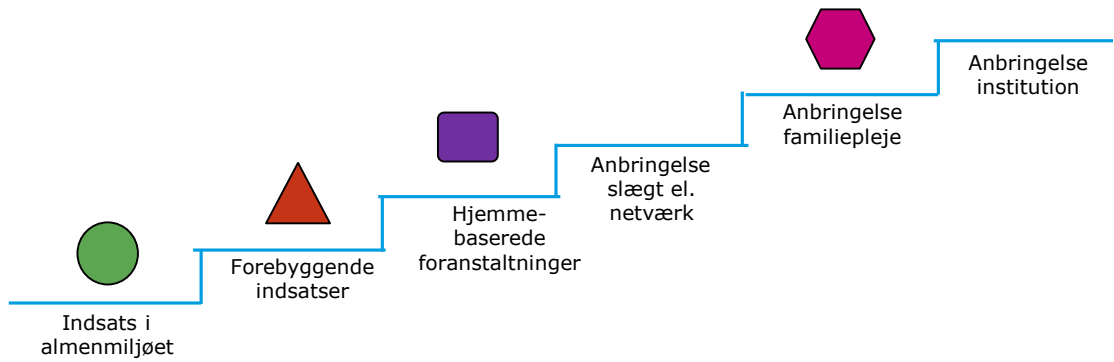 Indsats i
almenmiljøet
Forebyggende
indsatser
Hjemme-
baserede
foranstaltninger
Anbringelse
slægt el.
netværk
Anbringelse
familiepleje
Anbringelse
institution